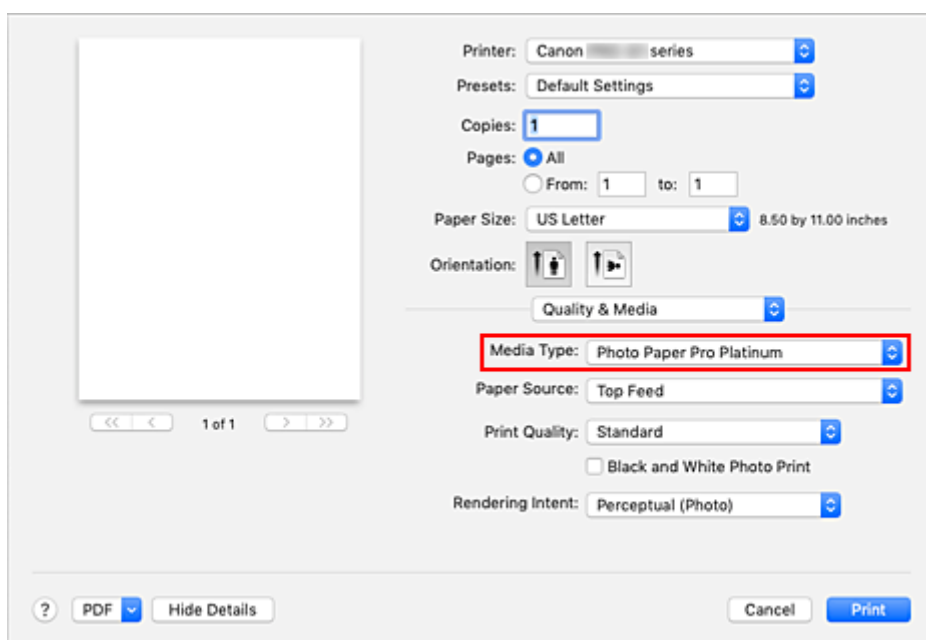 Printer: Canon series
Presets: Default Settings
Copies: 1
Pages: All
From: 1 to: 1
Paper Size: US Letter 8.50 by 11.00 inches
Orientation:
Quality & Media
Media Type: Photo Paper Pro Platinum
Paper Source: Top Feed
<< < 1 of 1 > >>
Print Quality: Standard
Black and White Photo Print
Rendering Intent: Perceptual (Photo)
? PDF Hide Details Cancel Print